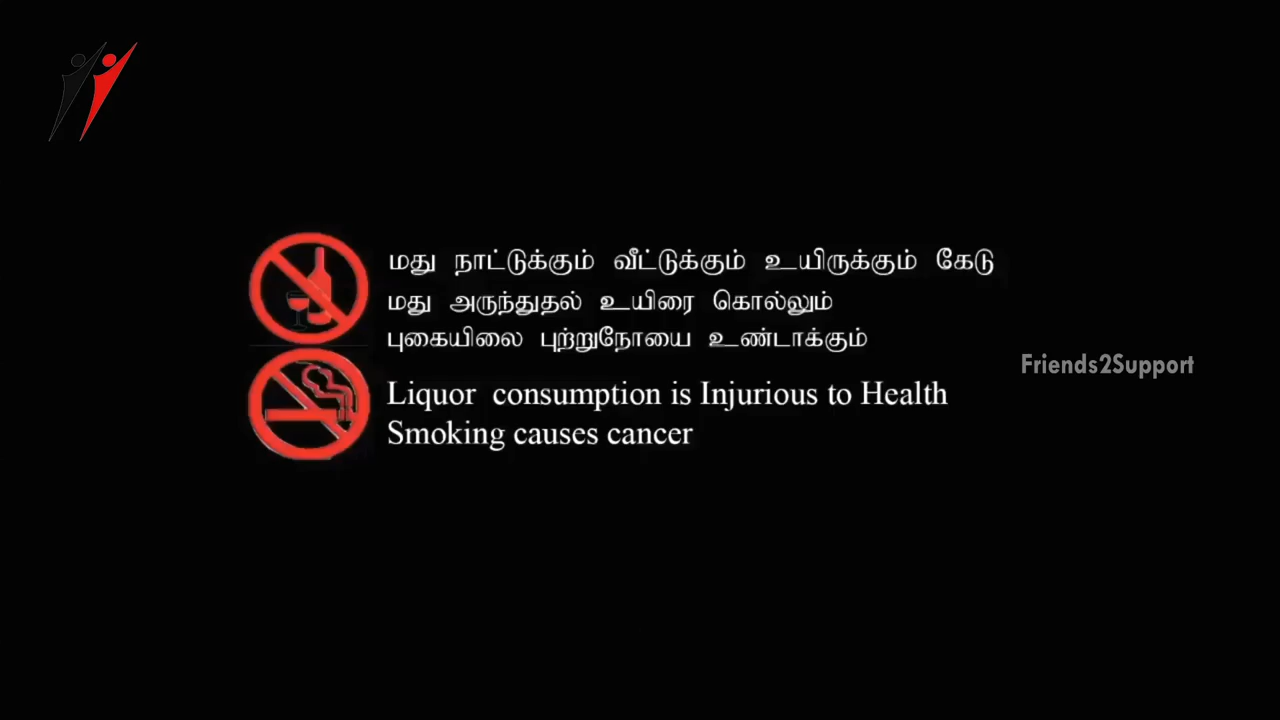 மது நாட்டுக்கும் வீட்டுக்கும் உயிருக்கும் கேடு
மது அருந்துதல் உயிரை கொல்லும்
புகையிலை புற்றுநோயை உண்டாக்கும்
Friends2Support
Liquor consumption is Injurious to Health
Smoking causes cancer